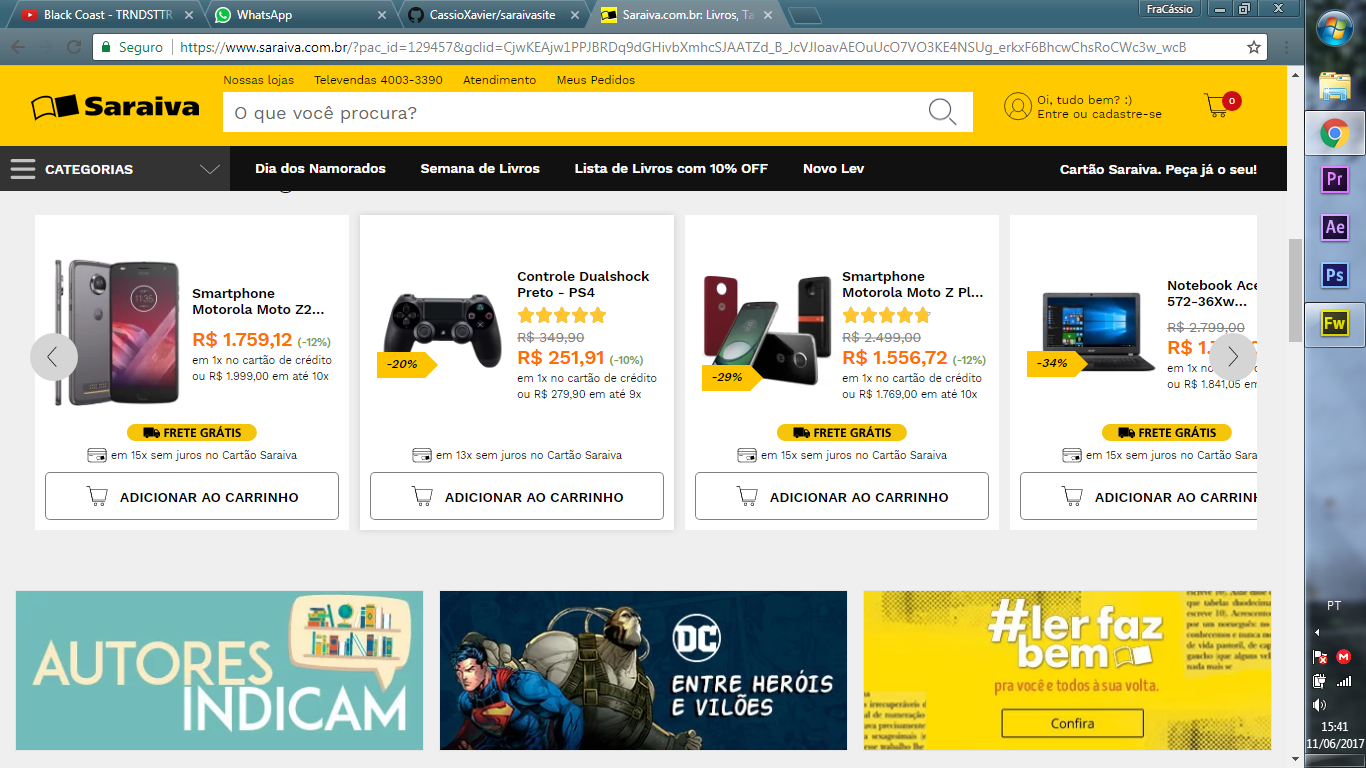 Black Coast - TRNDSTTR
WhatsApp
CassioXavier/saraivasite
Saraiva.com.br: Livros, Ta
FraCássio
Seguro
https://www.saraiva.com.br/?pac_id=129457&gclid=CjwKEAjw1PPJBRDq9dGHivbXmhcSJAATZd_B_JcVJIoavAEOuUcO7VO3KE4NSUg_erkxF6BhcwChsRoCWc3w_wcB
Nossas lojas
Televendas 4003-3390
Atendimento
Meus Pedidos
Saraiva
O que você procura?
Oi, tudo bem? :)
Entre ou cadastre-se
0
CATEGORIAS
Dia dos Namorados
Semana de Livros
Lista de Livros com 10% OFF
Novo Lev
Cartão Saraiva. Peça já o seu!
Smartphone
Motorola Moto Z2...
R$ 1.759,12 (-12%)
em 1x no cartão de crédito
ou R$ 1.999,00 em até 10x
FRETE GRÁTIS
em 15x sem juros no Cartão Saraiva
ADICIONAR AO CARRINHO
Controle Dualshock
Preto - PS4
R$ 349,90
R$ 251,91 (-10%)
em 1x no cartão de crédito
ou R$ 279,90 em até 9x
-20%
em 13x sem juros no Cartão Saraiva
ADICIONAR AO CARRINHO
Smartphone
Motorola Moto Z Pl...
R$ 2.499,00
R$ 1.556,72 (-12%)
em 1x no cartão de crédito
ou R$ 1.769,00 em até 10x
-29%
FRETE GRÁTIS
em 15x sem juros no Cartão Saraiva
ADICIONAR AO CARRINHO
Notebook Ace
572-36Xw...
R$ 2.799,00
R$ 1.
em 1x no
ou R$ 1.841,05 em
-34%
FRETE GRÁTIS
em 15x sem juros no Cartão Sara
ADICIONAR AO CARRINH
AUTORES
INDICAM
DC
ENTRE HERÓIS
E VILÕES
#ler faz
bem
pra você e todos à sua volta.
Confira
Pr
Ae
Ps
Fw
PT
15:41
11/06/2017